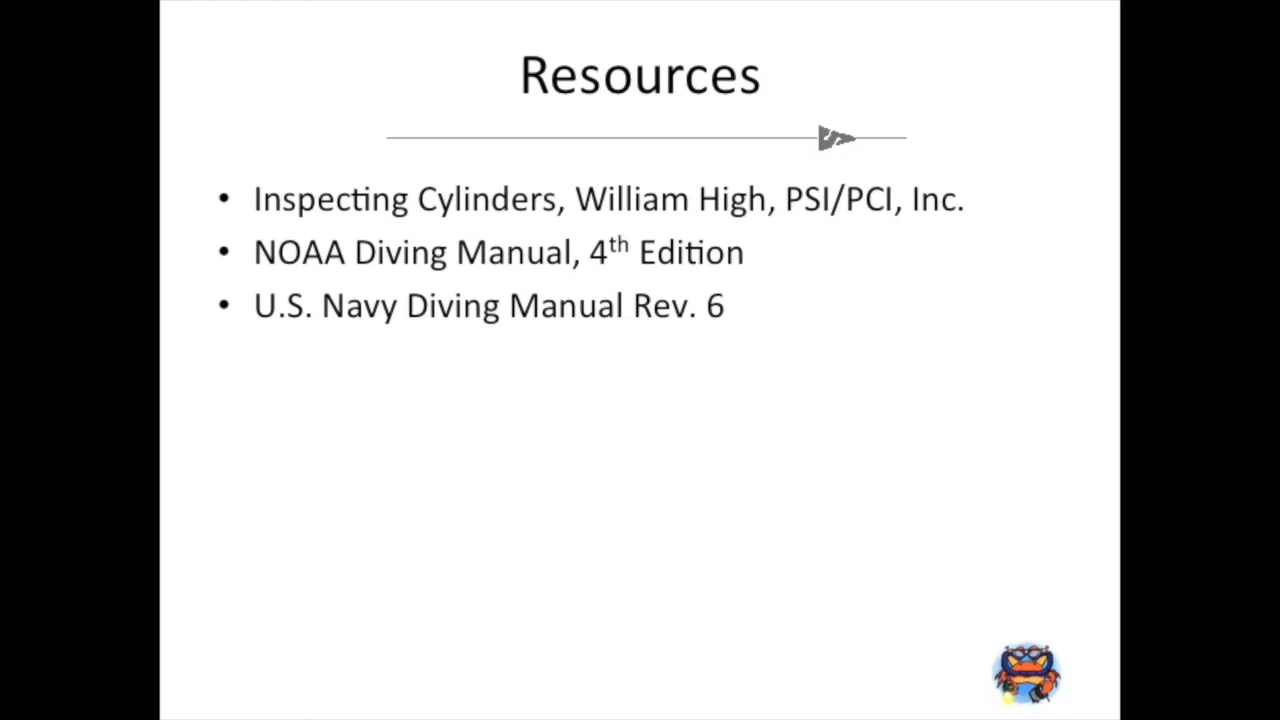 Resources
• Inspecting Cylinders, William High, PSI/PCI, Inc.
• NOAA Diving Manual, 4th Edition
• U.S. Navy Diving Manual Rev. 6